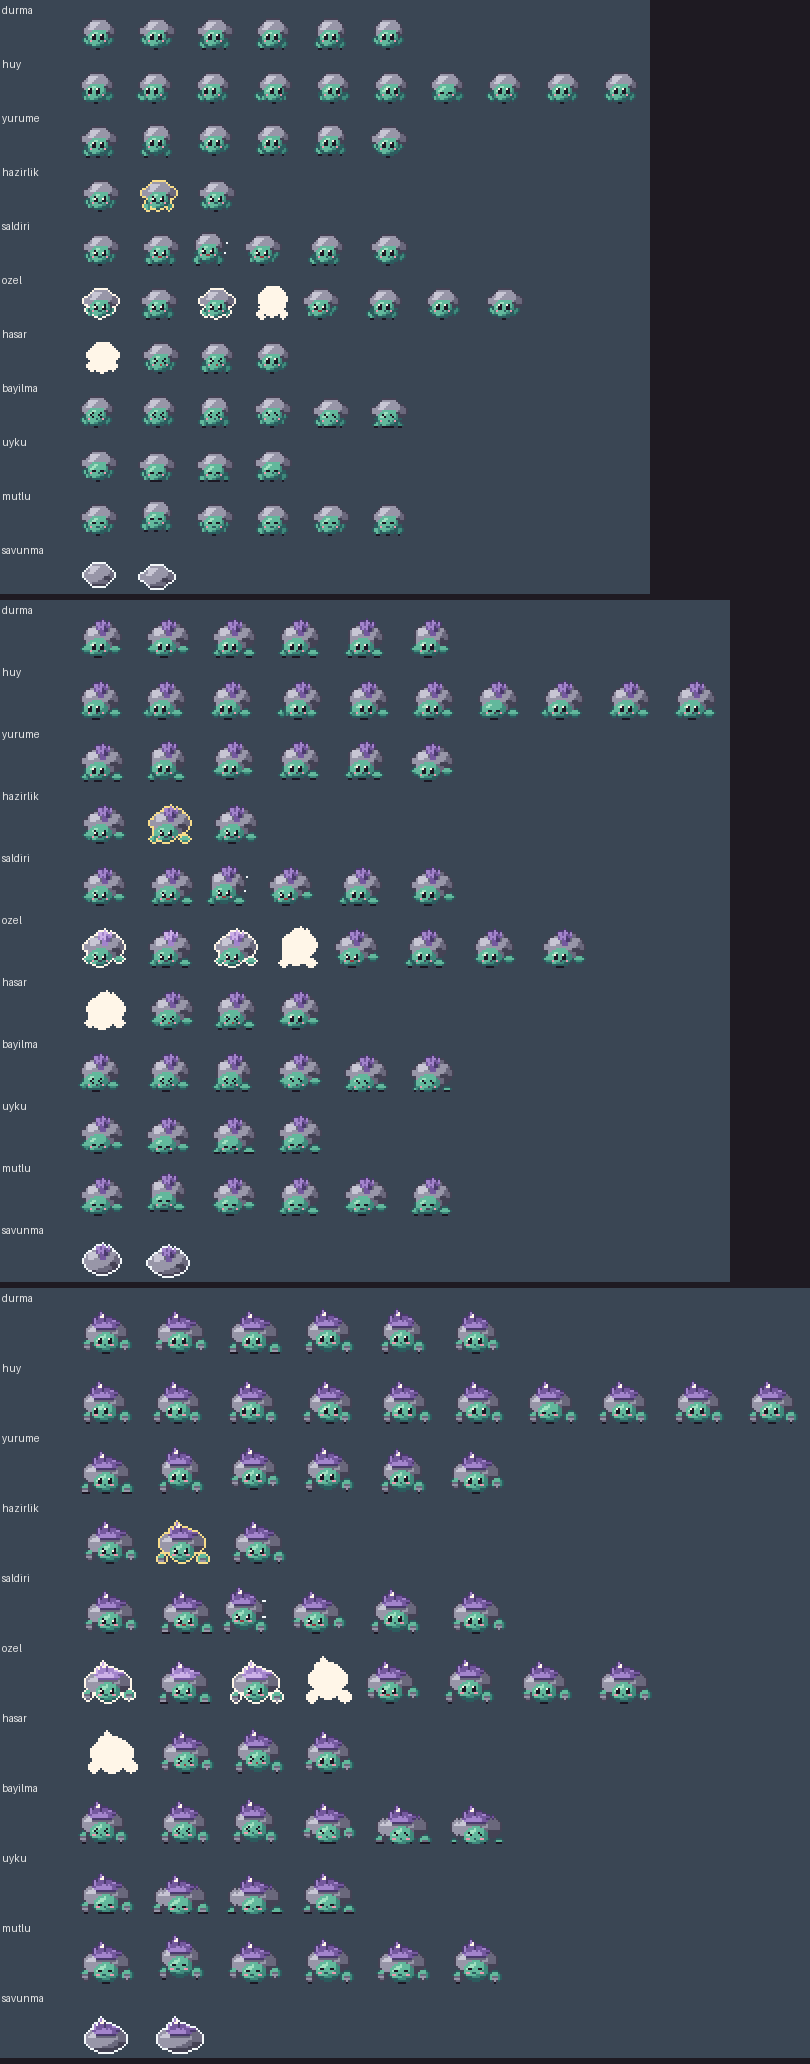 durma
huy
yurume
hazirlik
saldiri
ozel
hasar
bayilma
uyku
mutlu
savunma
durma
huy
yurume
hazirlik
saldiri
ozel
hasar
bayilma
uyku
mutlu
savunma
durma
huy
yurume
hazirlik
saldiri
ozel
hasar
bayilma
uyku
mutlu
savunma